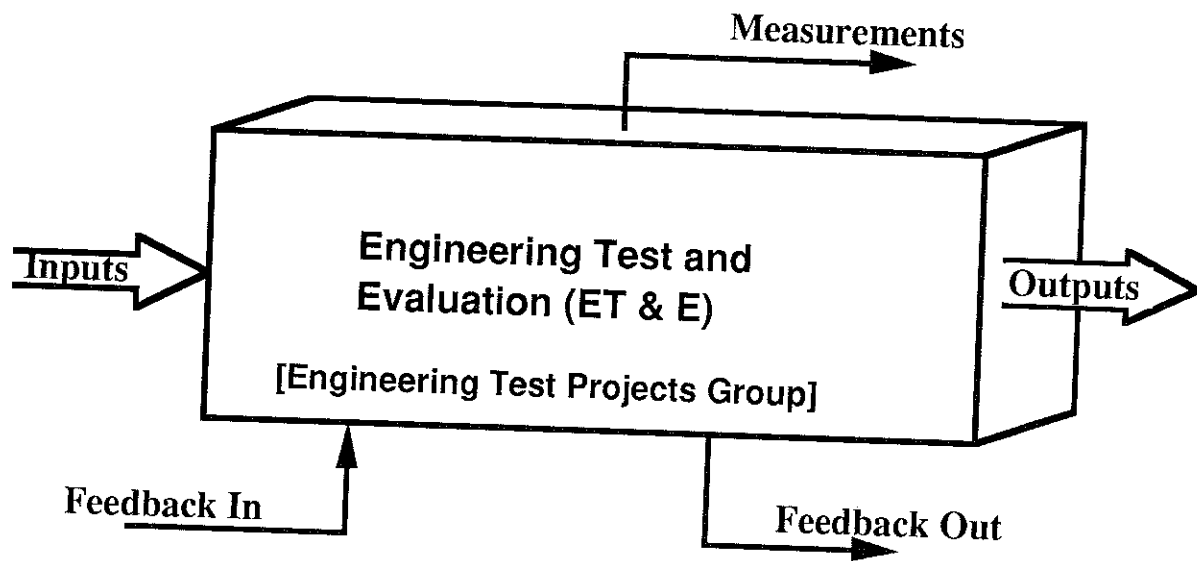 Measurements
Inputs
Engineering Test and
Evaluation (ET & E)
Outputs
[Engineering Test Projects Group]
Feedback In
Feedback Out